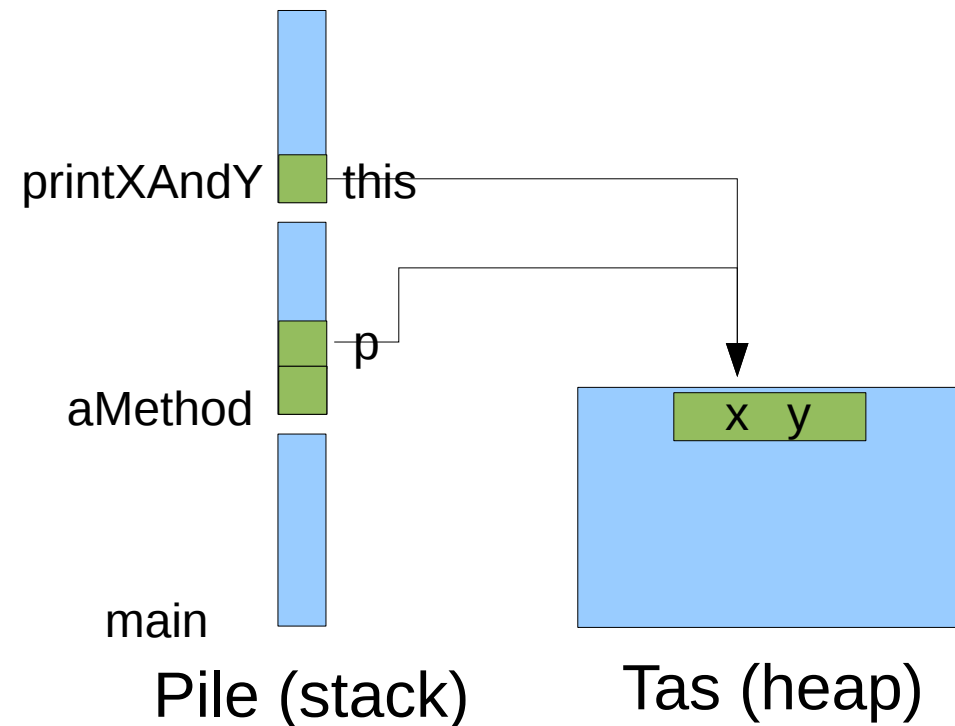 printXAndY this
p
aMethod
x y
main
Pile (stack)
Tas (heap)